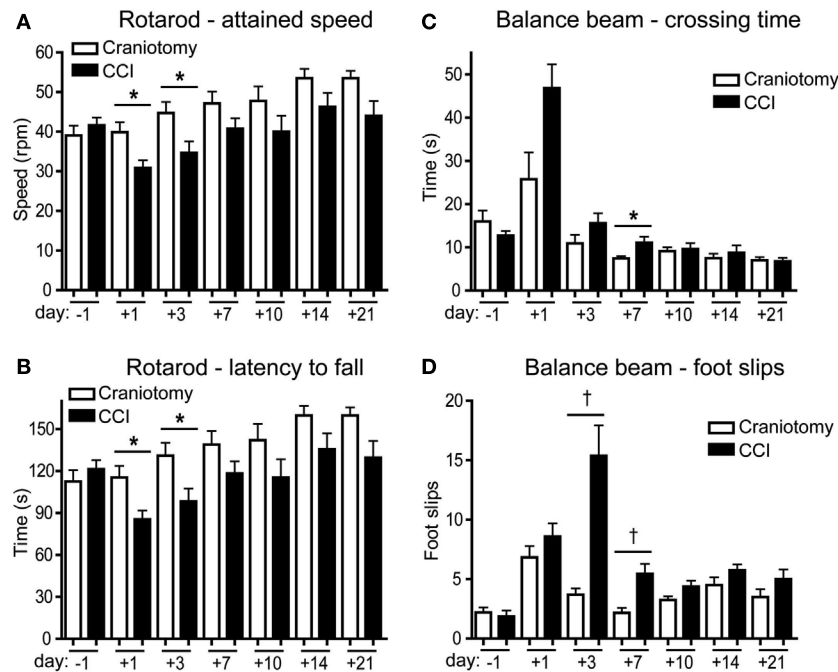 A Rotarod - attained speed
Craniotomy
CCI
* *
Speed (rpm)
60
50
40
30
20
10
0
day: -1 +1 +3 +7 +10 +14 +21
B Rotarod - latency to fall
Craniotomy
CCI
* *
Time (s)
150
120
90
60
30
0
day: -1 +1 +3 +7 +10 +14 +21
C Balance beam - crossing time
Craniotomy
CCI
*
Time (s)
50
40
30
20
10
0
day: -1 +1 +3 +7 +10 +14 +21
D Balance beam - foot slips
Craniotomy
CCI
† †
Foot slips
20
15
10
5
0
day: -1 +1 +3 +7 +10 +14 +21